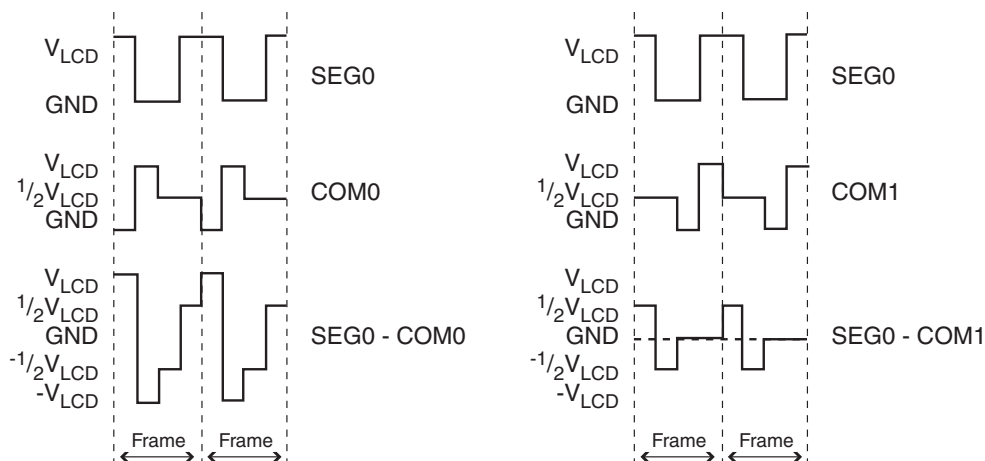 V_LCD
GND
SEG0
V_LCD
1/2V_LCD
GND
COM0
V_LCD
1/2V_LCD
GND
-1/2V_LCD
-V_LCD
SEG0 - COM0
Frame Frame
V_LCD
GND
SEG0
V_LCD
1/2V_LCD
GND
COM1
V_LCD
1/2V_LCD
GND
-1/2V_LCD
-V_LCD
SEG0 - COM1
Frame Frame